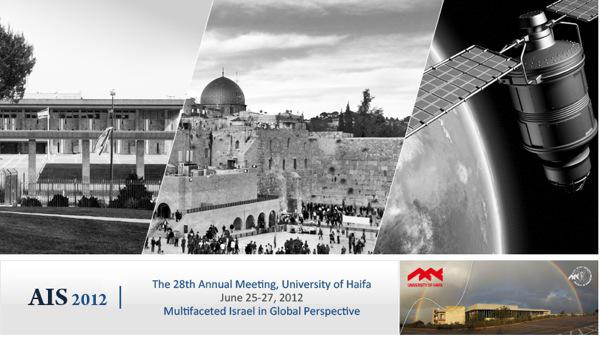 AIS 2012
The 28th Annual Meeting, University of Haifa
June 25-27, 2012
Multifaceted Israel in Global Perspective
UNIVERSITY OF HAIFA